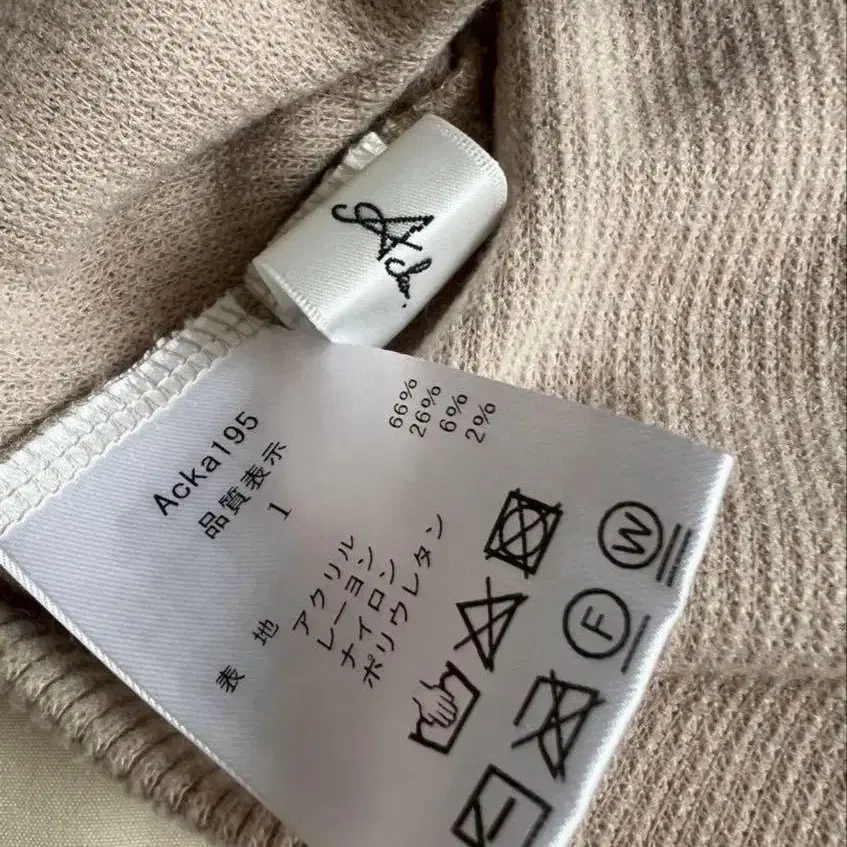 Acka
Acka195
品質表示
1
表 地 アクリル 66%
レーヨン 26%
ナイロン 6%
ポリウレタン 2%
W
F